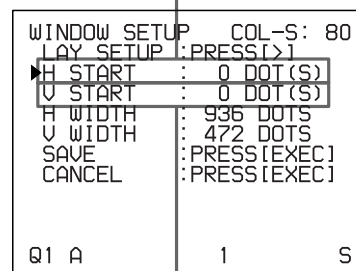 WINDOW SETUP COL-S: 80
LAY SETUP :PRESS[>]
▶H START : 0 DOT(S)
V START : 0 DOT(S)
H WIDTH : 936 DOTS
V WIDTH : 472 DOTS
SAVE :PRESS[EXEC]
CANCEL :PRESS[EXEC]
Q1 A 1 S